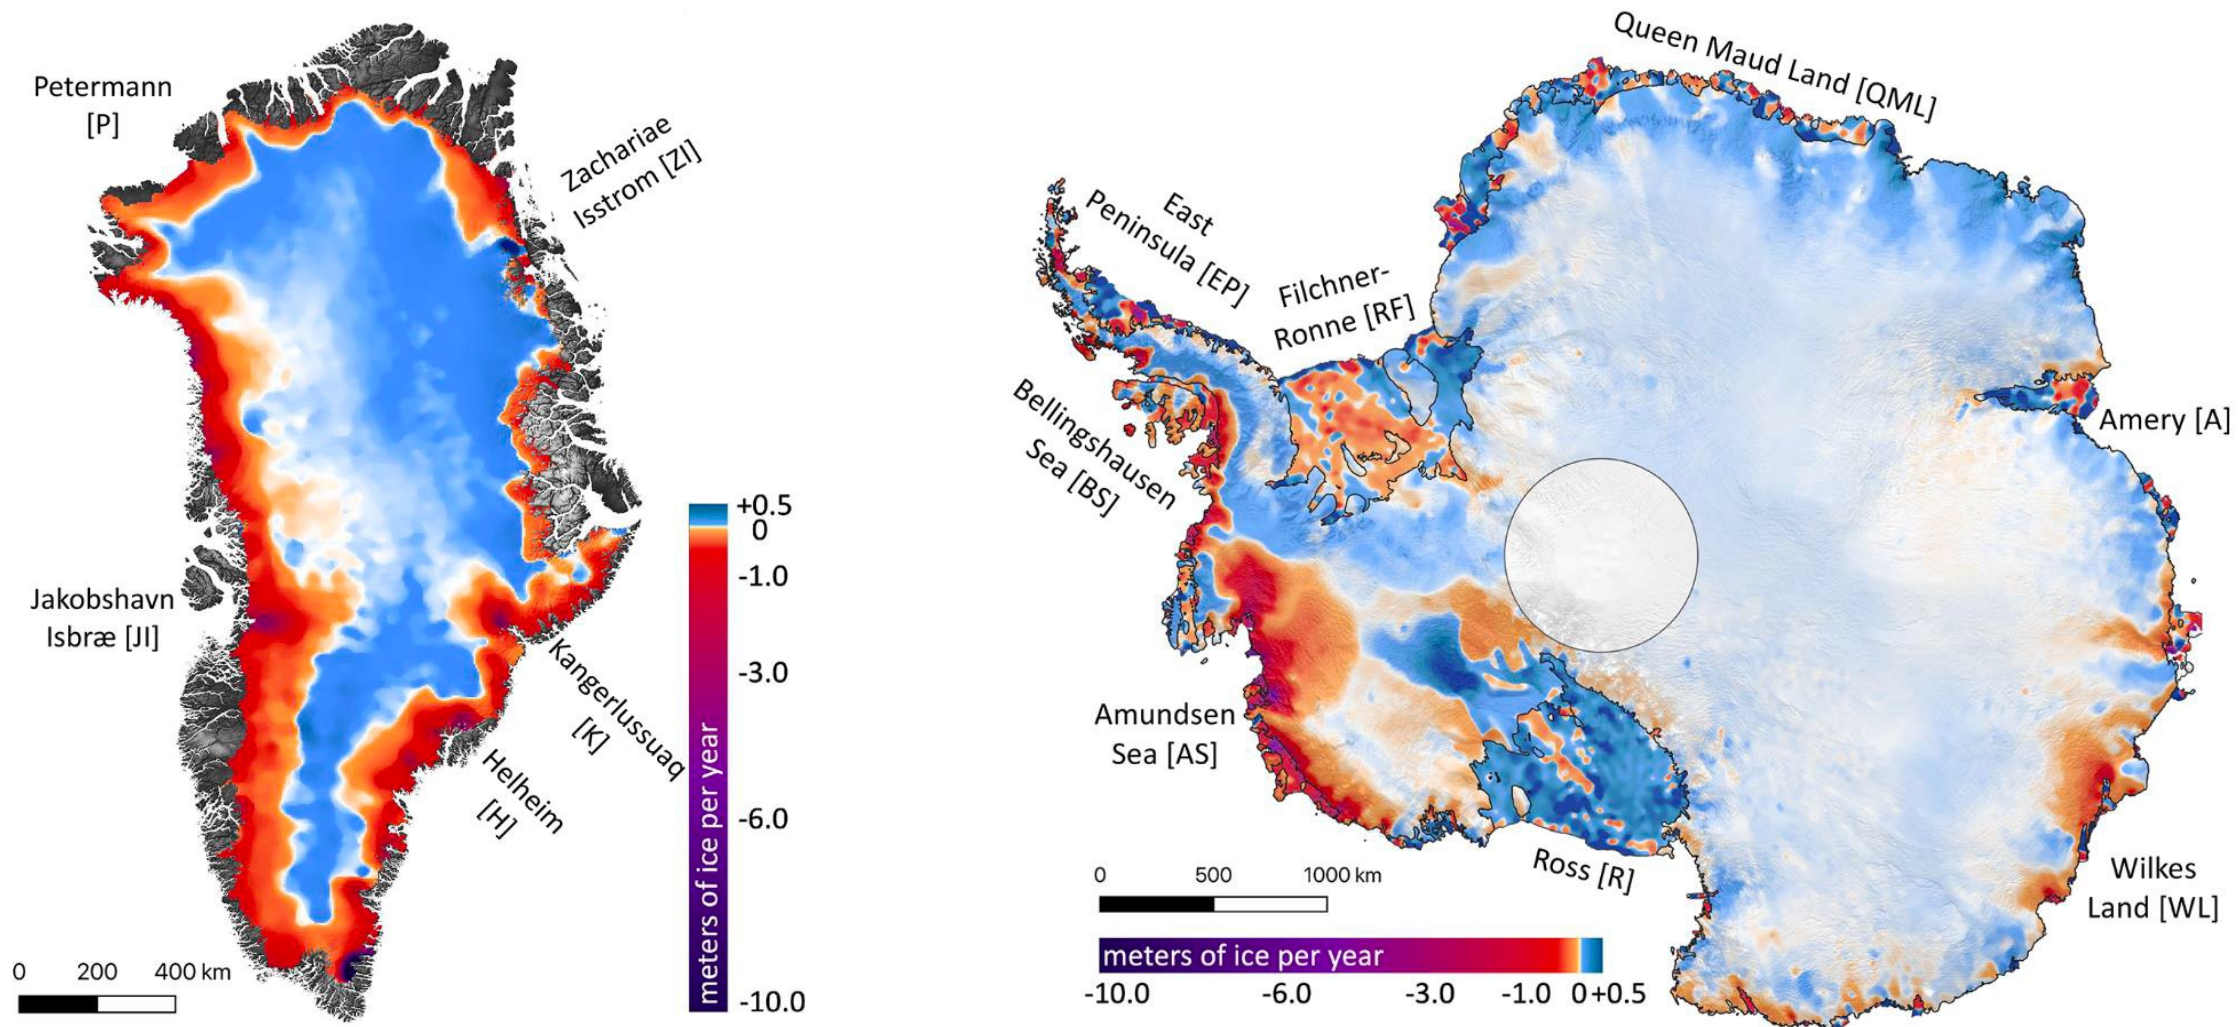 Petermann
[P]
Zachariae
Isstrom [ZI]
Jakobshavn
Isbræ [JI]
Kangerlussuaq
[K]
Helheim
[H]
+0.5
0
-1.0
-3.0
-6.0
-10.0
meters of ice per year
0 200 400 km
Queen Maud Land [QML]
East
Peninsula [EP]
Filchner-
Ronne [RF]
Bellingshausen
Sea [BS]
Amery [A]
Amundsen
Sea [AS]
Ross [R]
Wilkes
Land [WL]
0 500 1000 km
meters of ice per year
-10.0 -6.0 -3.0 -1.0 0 +0.5